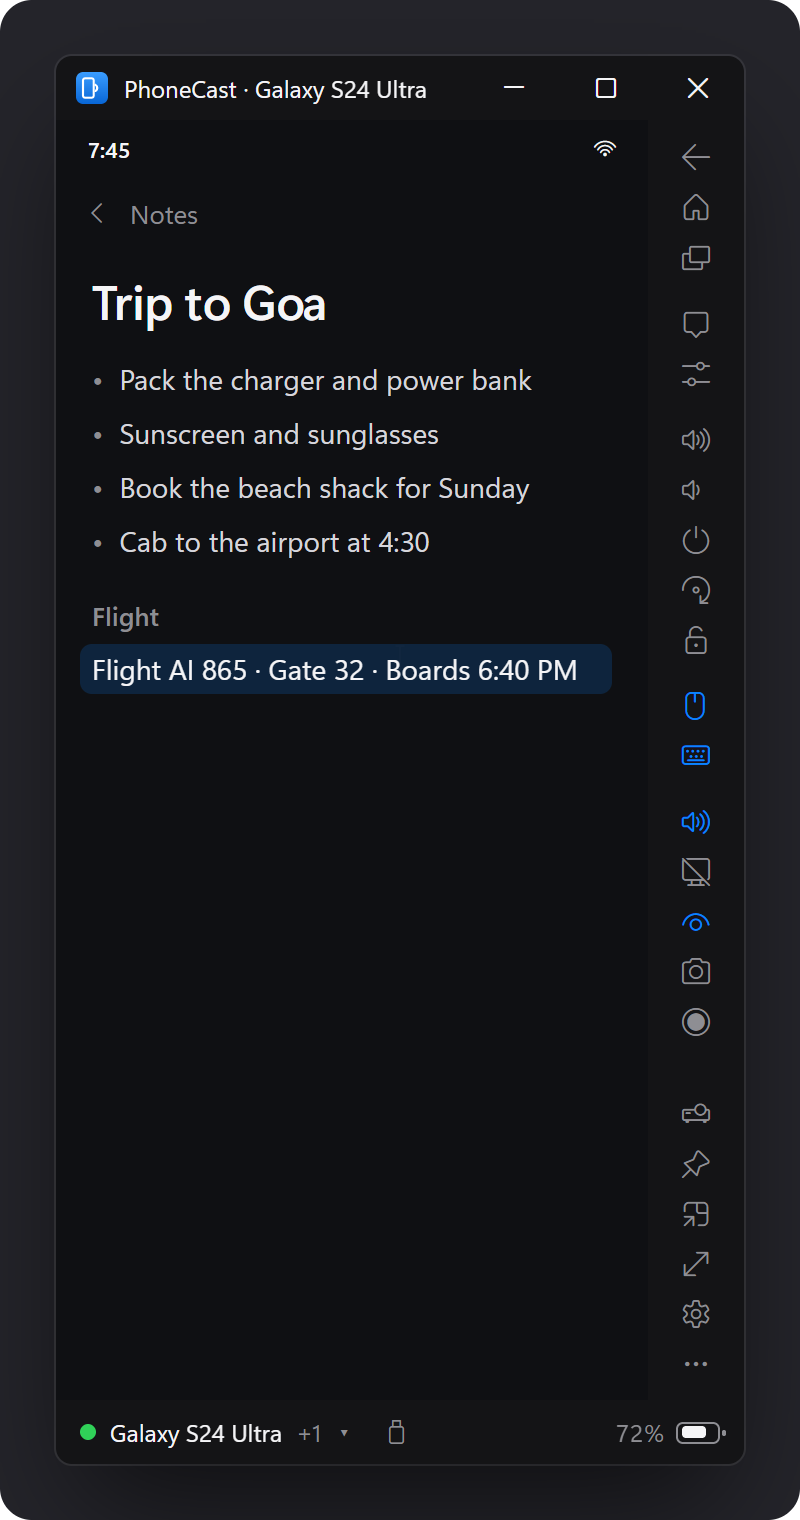 PhoneCast · Galaxy S24 Ultra
7:45
Notes
Trip to Goa
• Pack the charger and power bank
• Sunscreen and sunglasses
• Book the beach shack for Sunday
• Cab to the airport at 4:30
Flight
Flight AI 865 · Gate 32 · Boards 6:40 PM
Galaxy S24 Ultra +1 72%